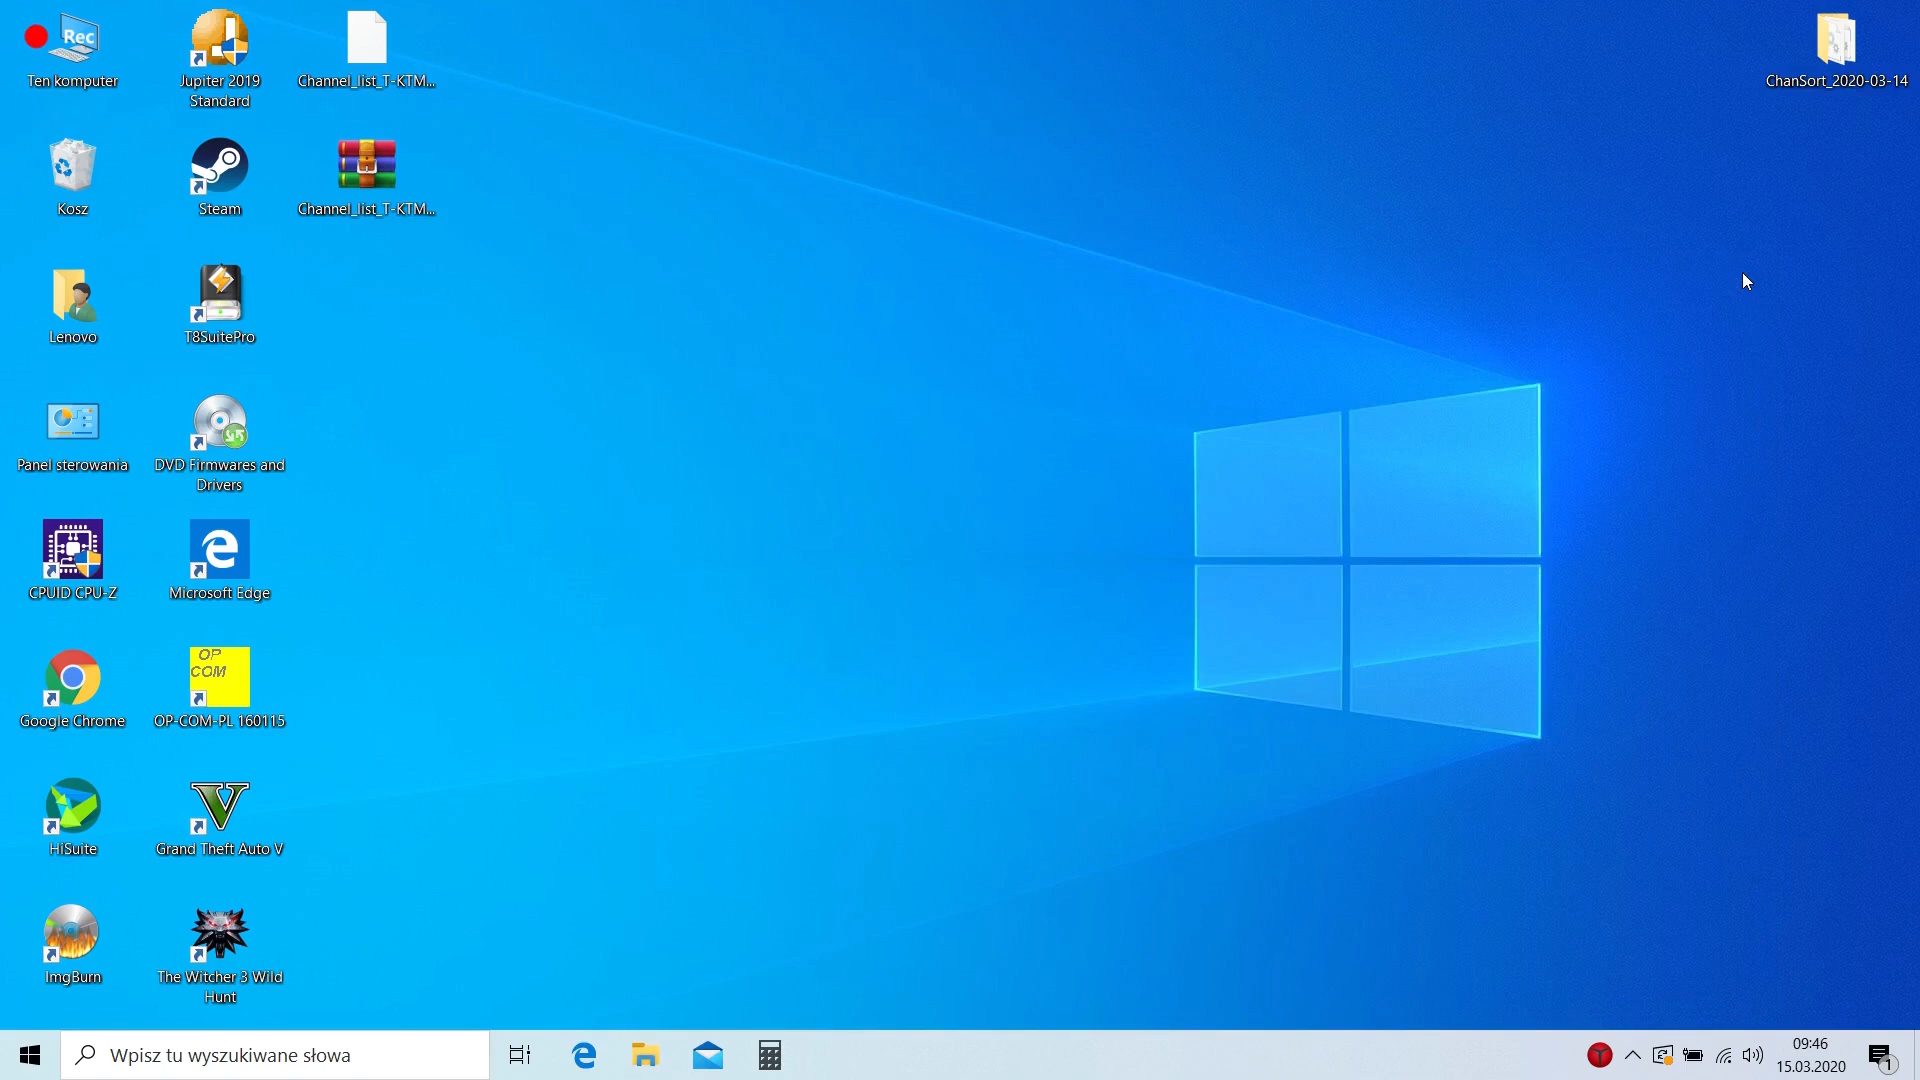 Rec
Ten komputer
Jupiter 2019
Standard
Channel_list_T-KTM...
ChanSort_2020-03-14
Kosz
Steam
Channel_list_T-KTM...
Lenovo
T8SuitePro
Panel sterowania
DVD Firmwares and
Drivers
CPUID CPU-Z
Microsoft Edge
OP
COM
Google Chrome
OP-COM-PL 160115
HiSuite
Grand Theft Auto V
ImgBurn
The Witcher 3 Wild
Hunt
Wpisz tu wyszukiwane słowa
09:46
15.03.2020
1